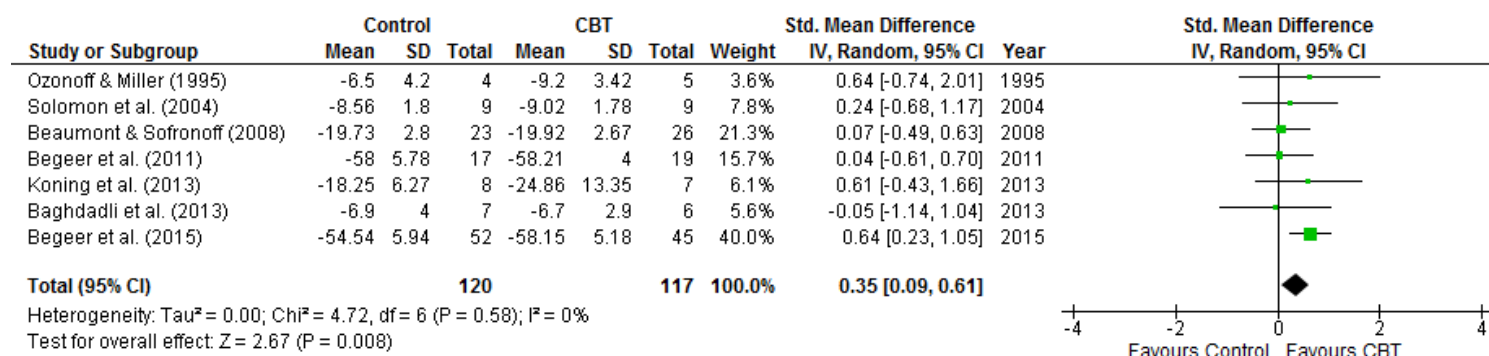 Control CBT Std. Mean Difference Std. Mean Difference
Study or Subgroup Mean SD Total Mean SD Total Weight IV, Random, 95% CI Year IV, Random, 95% CI
Ozonoff & Miller (1995) -6.5 4.2 4 -9.2 3.42 5 3.6% 0.64 [-0.74, 2.01] 1995
Solomon et al. (2004) -8.56 1.8 9 -9.02 1.78 9 7.8% 0.24 [-0.68, 1.17] 2004
Beaumont & Sofronoff (2008) -19.73 2.8 23 -19.92 2.67 26 21.3% 0.07 [-0.49, 0.63] 2008
Begeer et al. (2011) -58 5.78 17 -58.21 4 19 15.7% 0.04 [-0.61, 0.70] 2011
Koning et al. (2013) -18.25 6.27 8 -24.86 13.35 7 6.1% 0.61 [-0.43, 1.66] 2013
Baghdadli et al. (2013) -6.9 4 7 -6.7 2.9 6 5.6% -0.05 [-1.14, 1.04] 2013
Begeer et al. (2015) -54.54 5.94 52 -58.15 5.18 45 40.0% 0.64 [0.23, 1.05] 2015
Total (95% CI) 120 117 100.0% 0.35 [0.09, 0.61]
Heterogeneity: Tau² = 0.00; Chi² = 4.72, df = 6 (P = 0.58); I² = 0%
Test for overall effect: Z = 2.67 (P = 0.008)
-4 -2 0 2 4
Favours Control Favours CBT